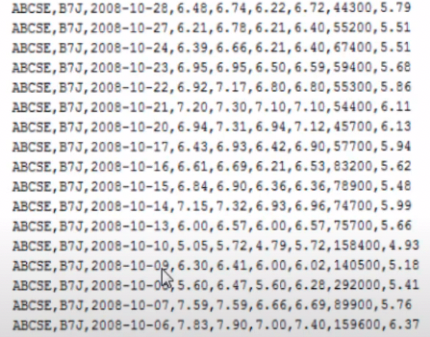 ABCSE,B7J,2008-10-28,6.48,6.74,6.22,6.72,44300,5.79
ABCSE,B7J,2008-10-27,6.21,6.78,6.21,6.40,55200,5.51
ABCSE,B7J,2008-10-24,6.39,6.66,6.21,6.40,67400,5.51
ABCSE,B7J,2008-10-23,6.95,6.95,6.50,6.59,59400,5.68
ABCSE,B7J,2008-10-22,6.92,7.17,6.80,6.80,55300,5.86
ABCSE,B7J,2008-10-21,7.20,7.30,7.10,7.10,54400,6.11
ABCSE,B7J,2008-10-20,6.94,7.31,6.94,7.12,45700,6.13
ABCSE,B7J,2008-10-17,6.43,6.93,6.42,6.90,57700,5.94
ABCSE,B7J,2008-10-16,6.61,6.69,6.21,6.53,83200,5.62
ABCSE,B7J,2008-10-15,6.84,6.90,6.36,6.36,78900,5.48
ABCSE,B7J,2008-10-14,7.15,7.32,6.93,6.96,74700,5.99
ABCSE,B7J,2008-10-13,6.00,6.57,6.00,6.57,75700,5.66
ABCSE,B7J,2008-10-10,5.05,5.72,4.79,5.72,158400,4.93
ABCSE,B7J,2008-10-09,6.30,6.41,6.00,6.02,140500,5.18
ABCSE,B7J,2008-10-0 ,5.60,6.47,5.60,6.28,292000,5.41
ABCSE,B7J,2008-10-07,7.59,7.59,6.66,6.69,89900,5.76
ABCSE,B7J,2008-10-06,7.83,7.90,7.00,7.40,159600,6.37